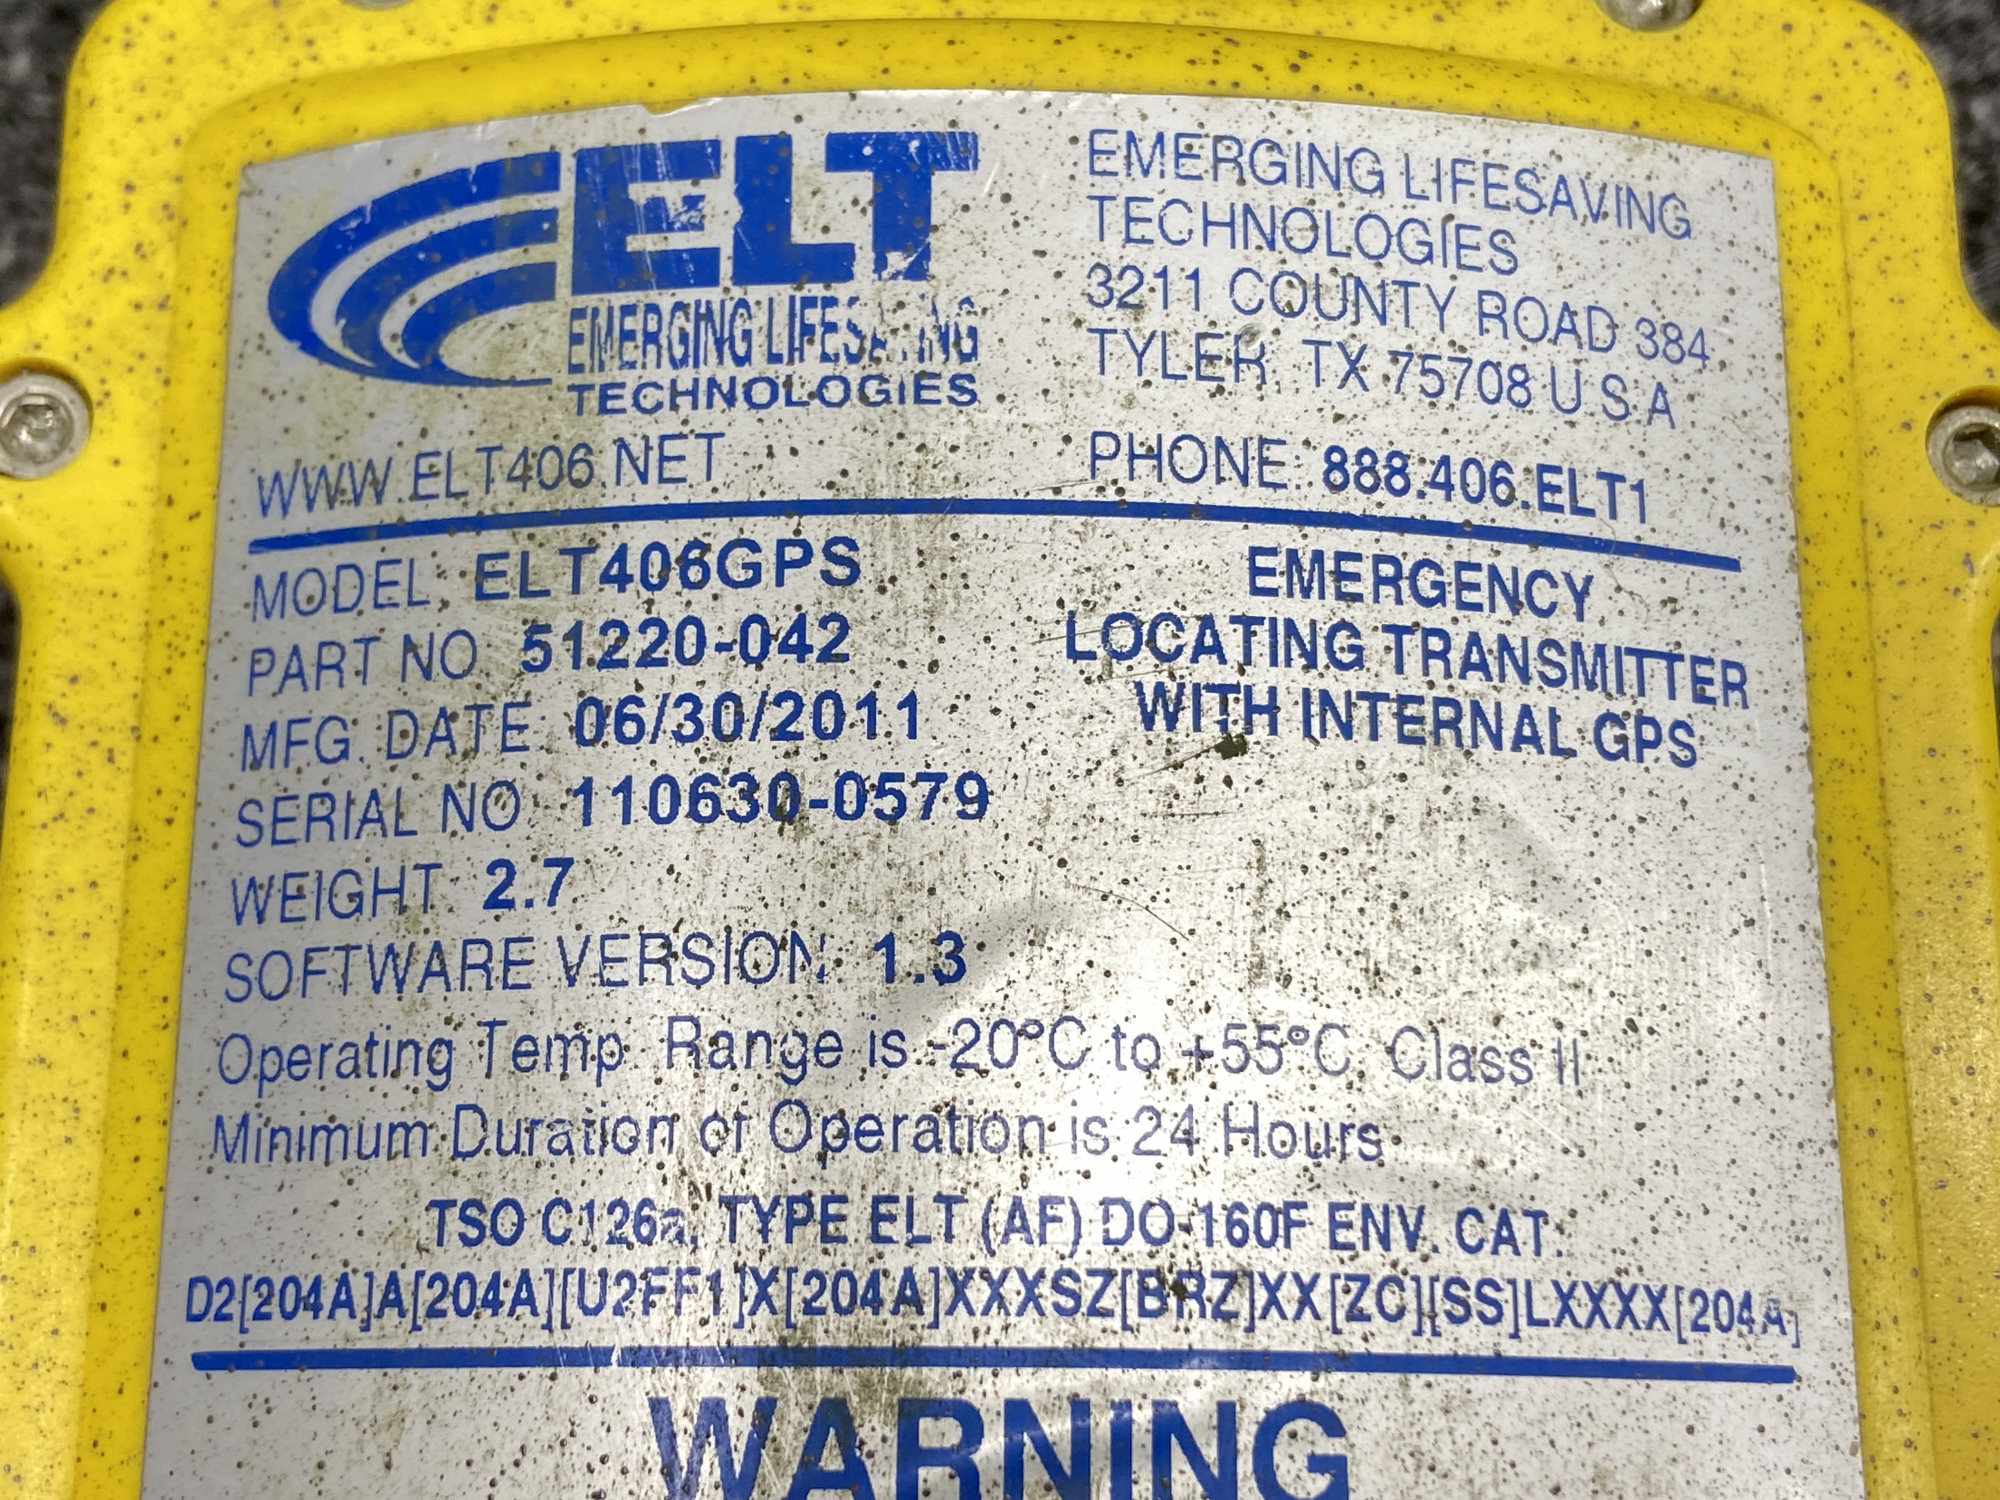 ELT
EMERGING LIFESAVING
TECHNOLOGIES
WWW.ELT406.NET
EMERGING LIFESAVING
TECHNOLOGIES
3211 COUNTY ROAD 384
TYLER, TX 75708 U.S.A
PHONE: 888.406.ELT1
MODEL: ELT406GPS
PART NO. 51220-042
MFG. DATE: 06/30/2011
SERIAL NO. 110630-0579
WEIGHT: 2.7
SOFTWARE VERSION: 1.3
EMERGENCY
LOCATING TRANSMITTER
WITH INTERNAL GPS
Operating Temp. Range is -20°C to +55°C, Class II
Minimum Duration of Operation is 24 Hours
TSO C126a, TYPE ELT (AF) DO-160F ENV. CAT.
D2[204A]A[204A][U2FF1]X[204A]XXXSZ[BRZ]XX[ZC][SS]LXXXX[204A]
WARNING